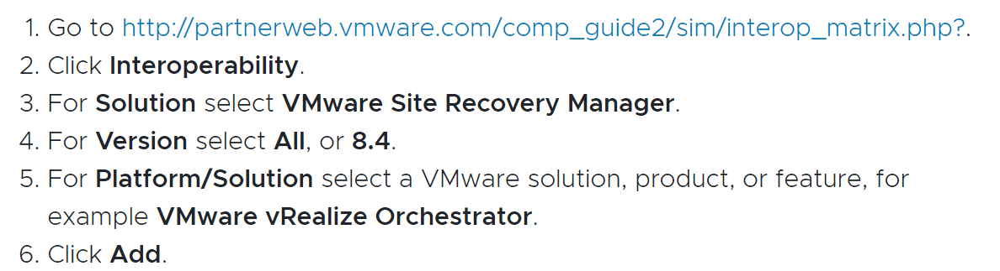 1. Go to http://partnerweb.vmware.com/comp_guide2/sim/interop_matrix.php?.
2. Click Interoperability.
3. For Solution select VMware Site Recovery Manager.
4. For Version select All, or 8.4.
5. For Platform/Solution select a VMware solution, product, or feature, for
example VMware vRealize Orchestrator.
6. Click Add.